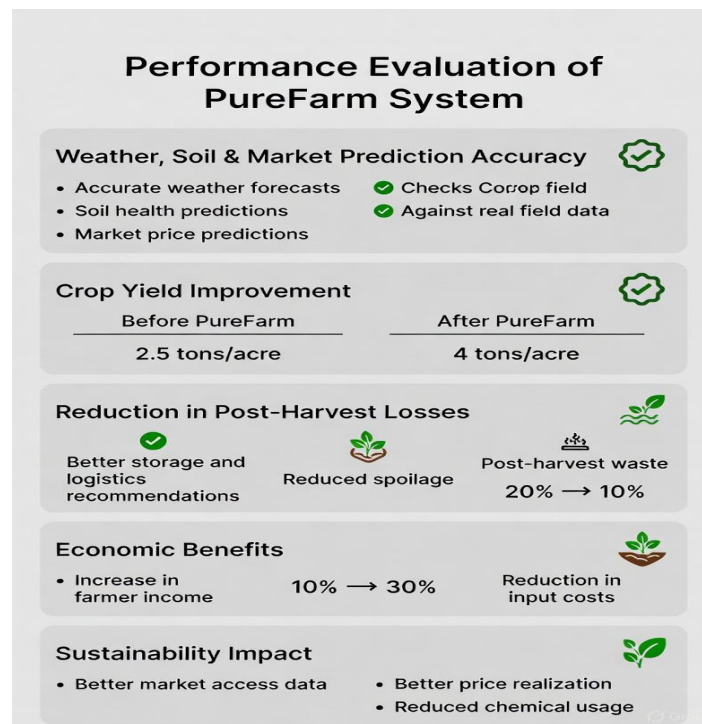 Performance Evaluation of
PureFarm System
Weather, Soil & Market Prediction Accuracy
• Accurate weather forecasts
• Soil health predictions
• Market price predictions
Checks field
Against real field data
Crop Yield Improvement
Before PureFarm
2.5 tons/acre
After PureFarm
4 tons/acre
Reduction in Post-Harvest Losses
Better storage and
logistics
recommendations
Reduced spoilage
Post-harvest waste
20% → 10%
Economic Benefits
• Increase in
farmer income
10% → 30%
Reduction in
input costs
Sustainability Impact
• Better market access data
• Better price realization
• Reduced chemical usage